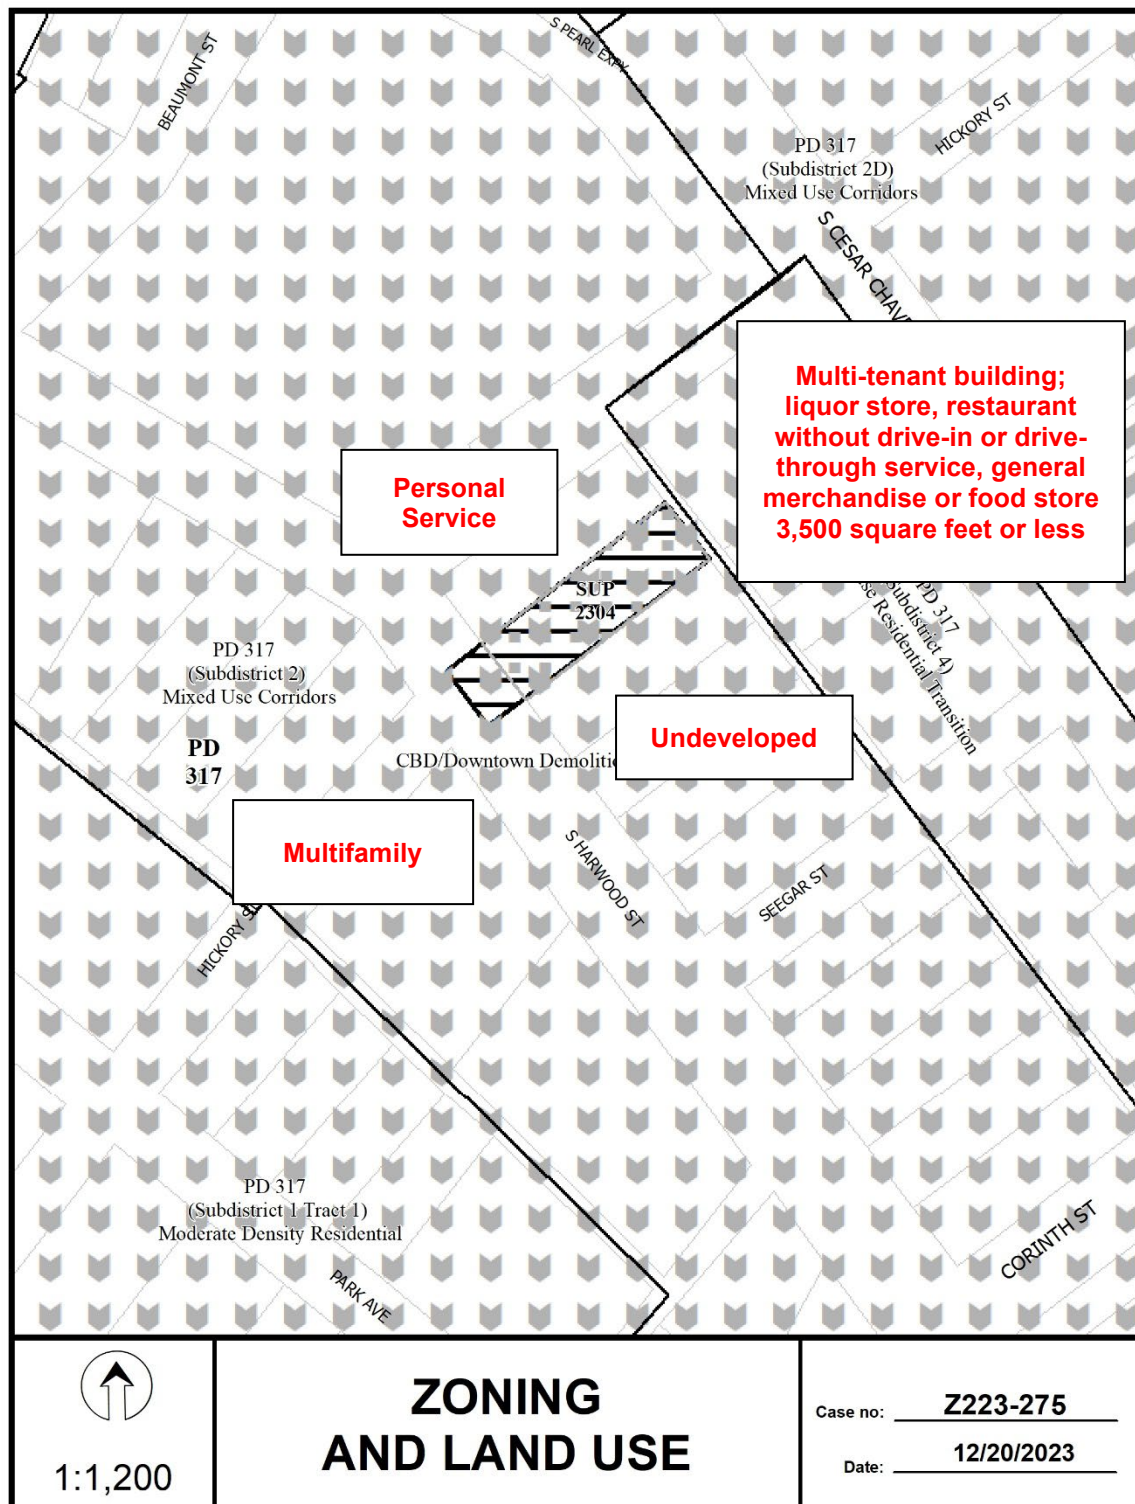 S PEARL EXPY
BEAUMONT ST
HICKORY ST
PD 317
(Subdistrict 2D)
Mixed Use Corridors
S CESAR CHAV
Multi-tenant building;
liquor store, restaurant
without drive-in or drive-
through service, general
merchandise or food store
3,500 square feet or less
Personal
Service
SUP
2304
PD 317
(Subdistrict 4)
se Residential Transition
PD 317
(Subdistrict 2)
Mixed Use Corridors
PD
317
Undeveloped
CBD/Downtown Demoliti
Multifamily
S HARWOOD ST
SEEGAR ST
HICKORY
PD 317
(Subdistrict 1 Tract 1)
Moderate Density Residential
CORINTH ST
PARK AVE
1:1,200
ZONING
AND LAND USE
Case no: Z223-275
Date: 12/20/2023